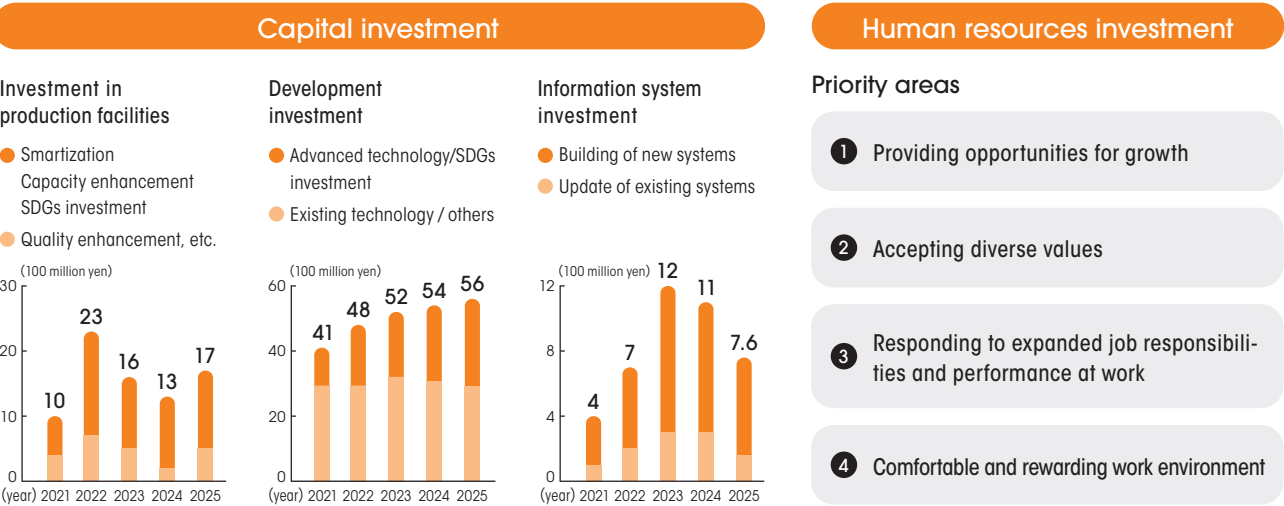 Capital investment
Investment in
production facilities
Smartization
Capacity enhancement
SDGs investment
Quality enhancement, etc.
(100 million yen)
30
20
10
0
10
23
16
13
17
(year) 2021 2022 2023 2024 2025
Development
investment
Advanced technology/SDGs
investment
Existing technology / others
(100 million yen)
60
40
20
0
41
48
52
54
56
2021 2022 2023 2024 2025
Information system
investment
Building of new systems
Update of existing systems
(100 million yen)
12
8
4
0
4
7
12
11
7.6
(year) 2021 2022 2023 2024 2025
Human resources investment
Priority areas
1 Providing opportunities for growth
2 Accepting diverse values
3 Responding to expanded job responsibili-
ties and performance at work
4 Comfortable and rewarding work environment